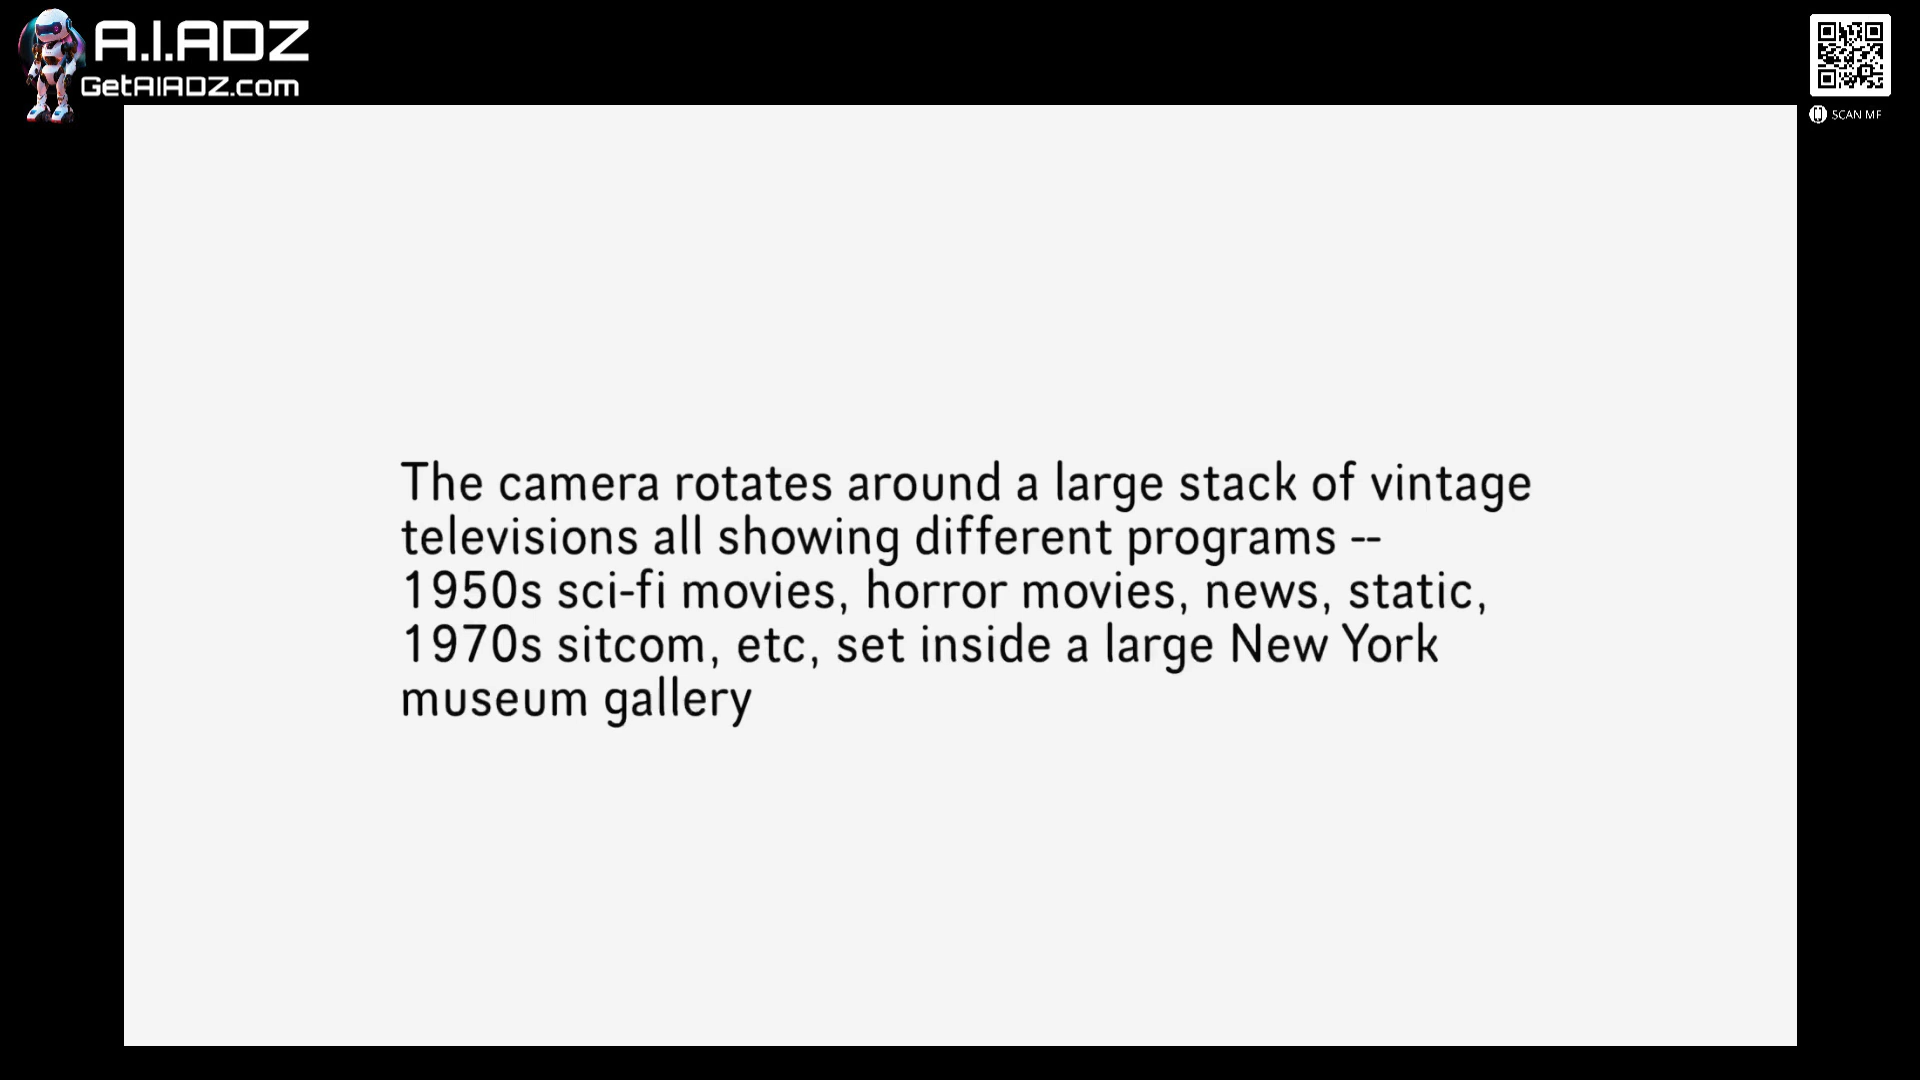 A.I.ADZ
GetAIADZ.com
SCAN ME
The camera rotates around a large stack of vintage
televisions all showing different programs --
1950s sci-fi movies, horror movies, news, static,
1970s sitcom, etc, set inside a large New York
museum gallery